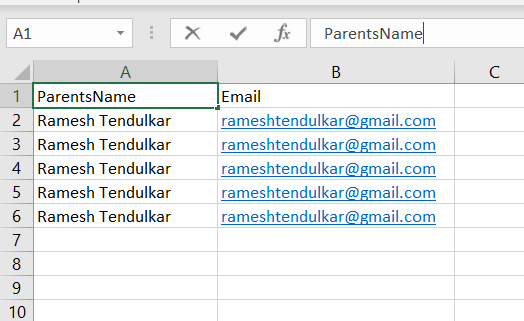 A1 ParentsName
A B C
1 ParentsName Email
2 Ramesh Tendulkar rameshtendulkar@gmail.com
3 Ramesh Tendulkar rameshtendulkar@gmail.com
4 Ramesh Tendulkar rameshtendulkar@gmail.com
5 Ramesh Tendulkar rameshtendulkar@gmail.com
6 Ramesh Tendulkar rameshtendulkar@gmail.com
7
8
9
10